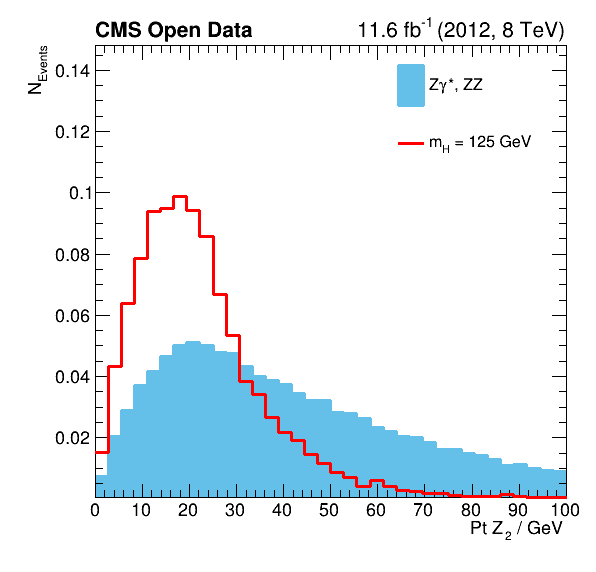 CMS Open Data 11.6 fb⁻¹ (2012, 8 TeV)
N_Events
0.14
0.12
0.1
0.08
0.06
0.04
0.02
Zγ*, ZZ
m_H = 125 GeV
0 10 20 30 40 50 60 70 80 90 100
Pt Z₂ / GeV